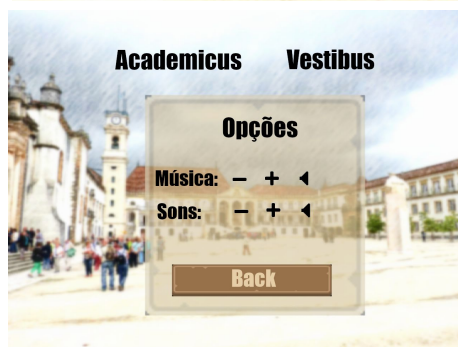 Academicus Vestibus
Opções
Música: − +
Sons: − +
Back